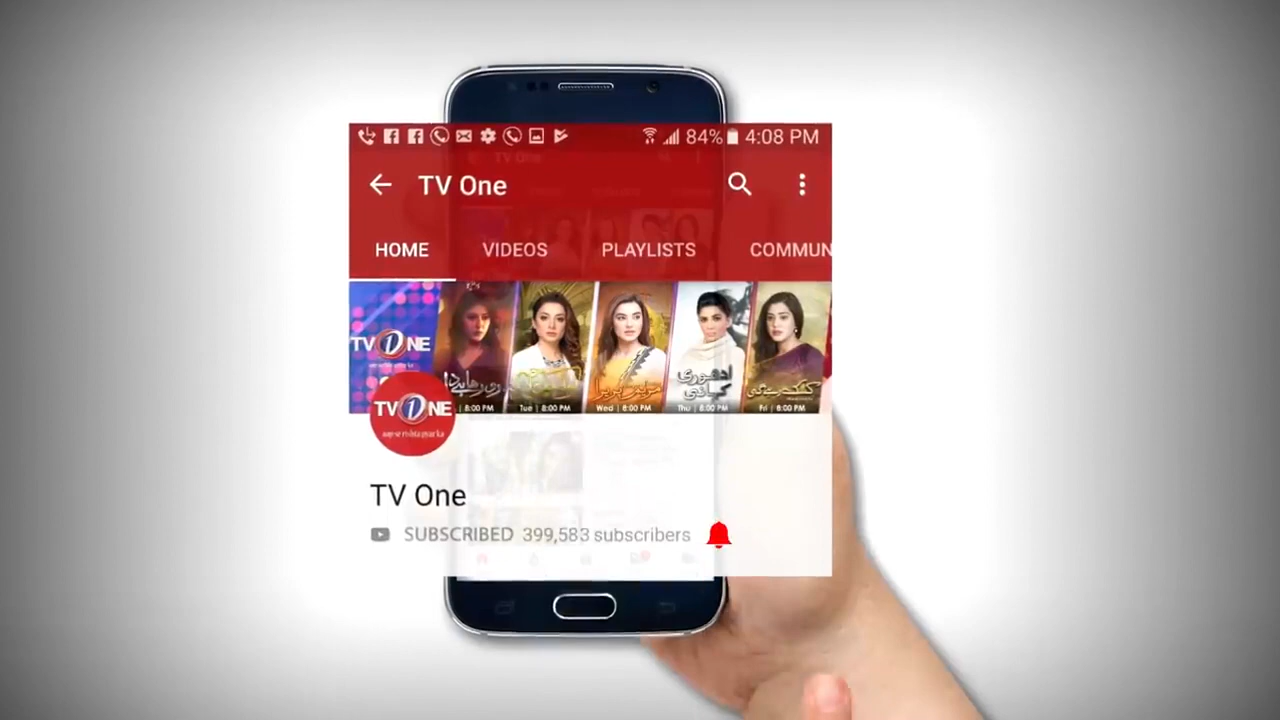 84% 4:08 PM
TV One
HOME VIDEOS PLAYLISTS COMMUN
TV ONE
ادھوری
کہانی
8:00 PM
Tue | 8:00 PM
Wed | 8:00 PM
Thu | 8:00 PM
Fri | 8:00 PM
TV ONE
TV One
SUBSCRIBED 399,583 subscribers